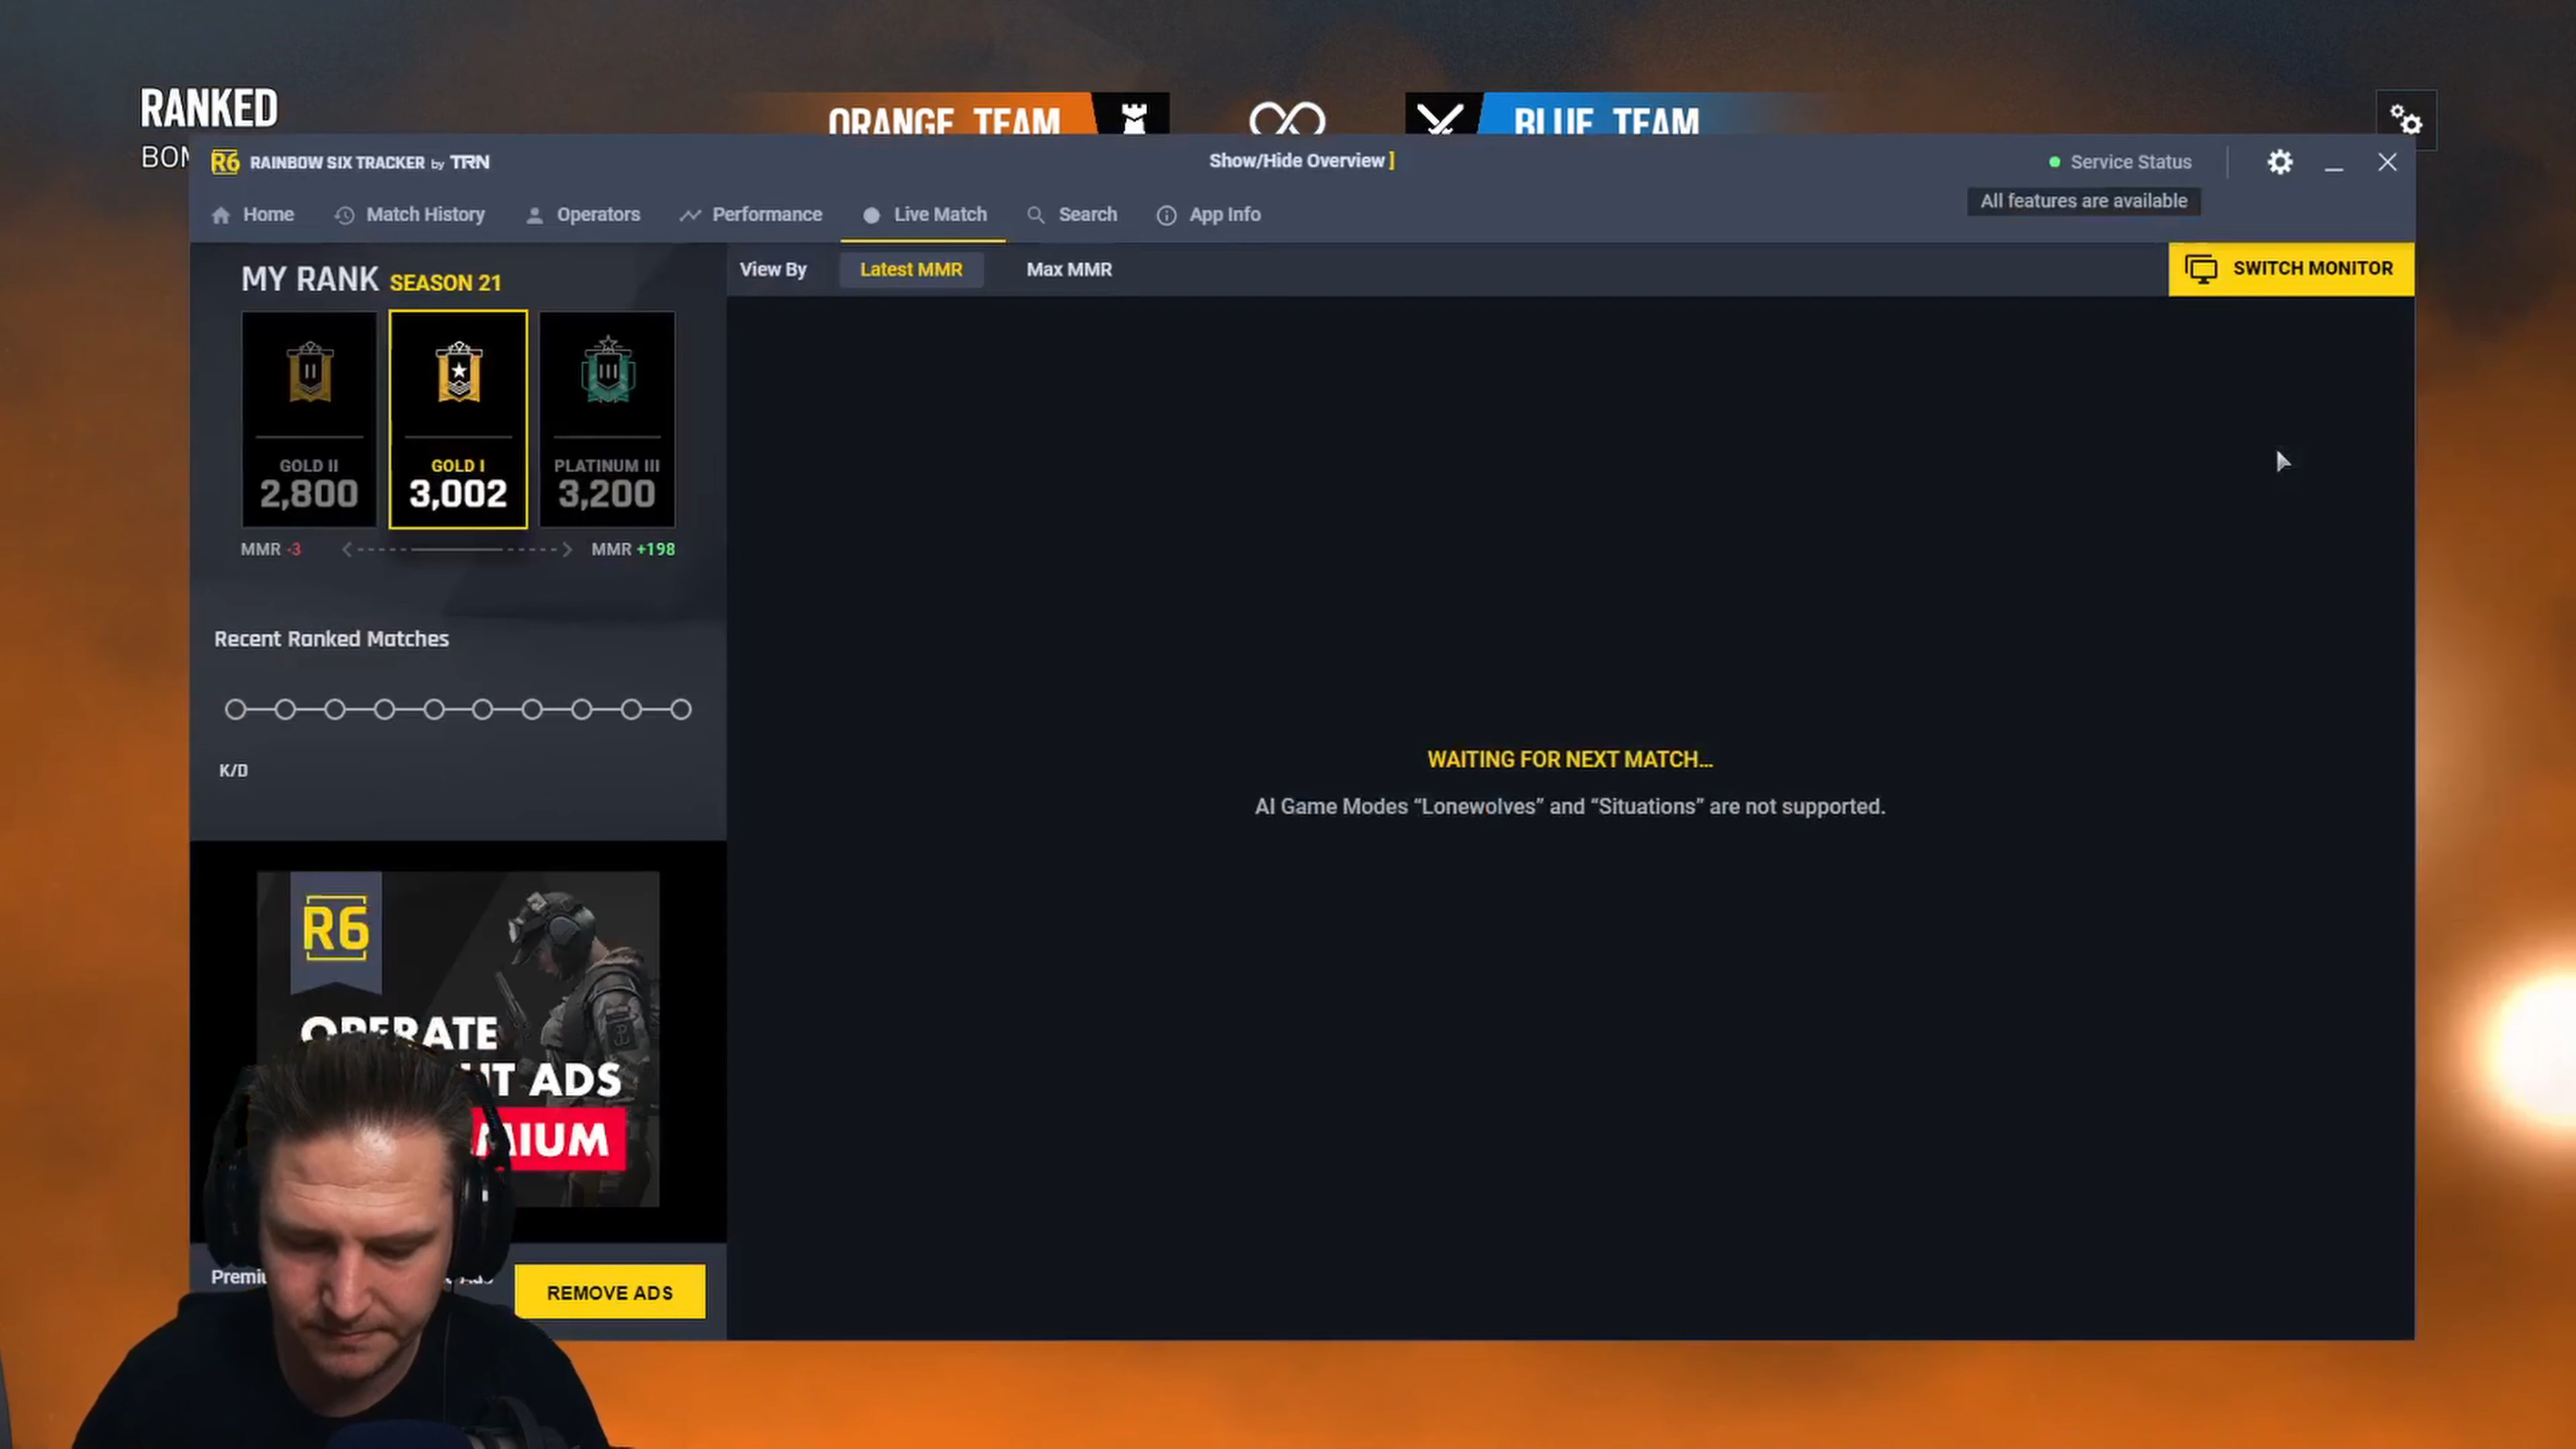 RANKED
ORANGE TEAM
BLUE TEAM
R6 RAINBOW SIX TRACKER by TRN
Show/Hide Overview ]
Service Status
Home
Match History
Operators
Performance
Live Match
Search
App Info
All features are available
MY RANK SEASON 21
View By
Latest MMR
Max MMR
SWITCH MONITOR
II
III
GOLD II
2,800
GOLD I
3,002
PLATINUM III
3,200
MMR -3
MMR +198
Recent Ranked Matches
K/D
WAITING FOR NEXT MATCH...
AI Game Modes “Lonewolves” and “Situations” are not supported.
R6
OPERATE
ADS
REMOVE ADS